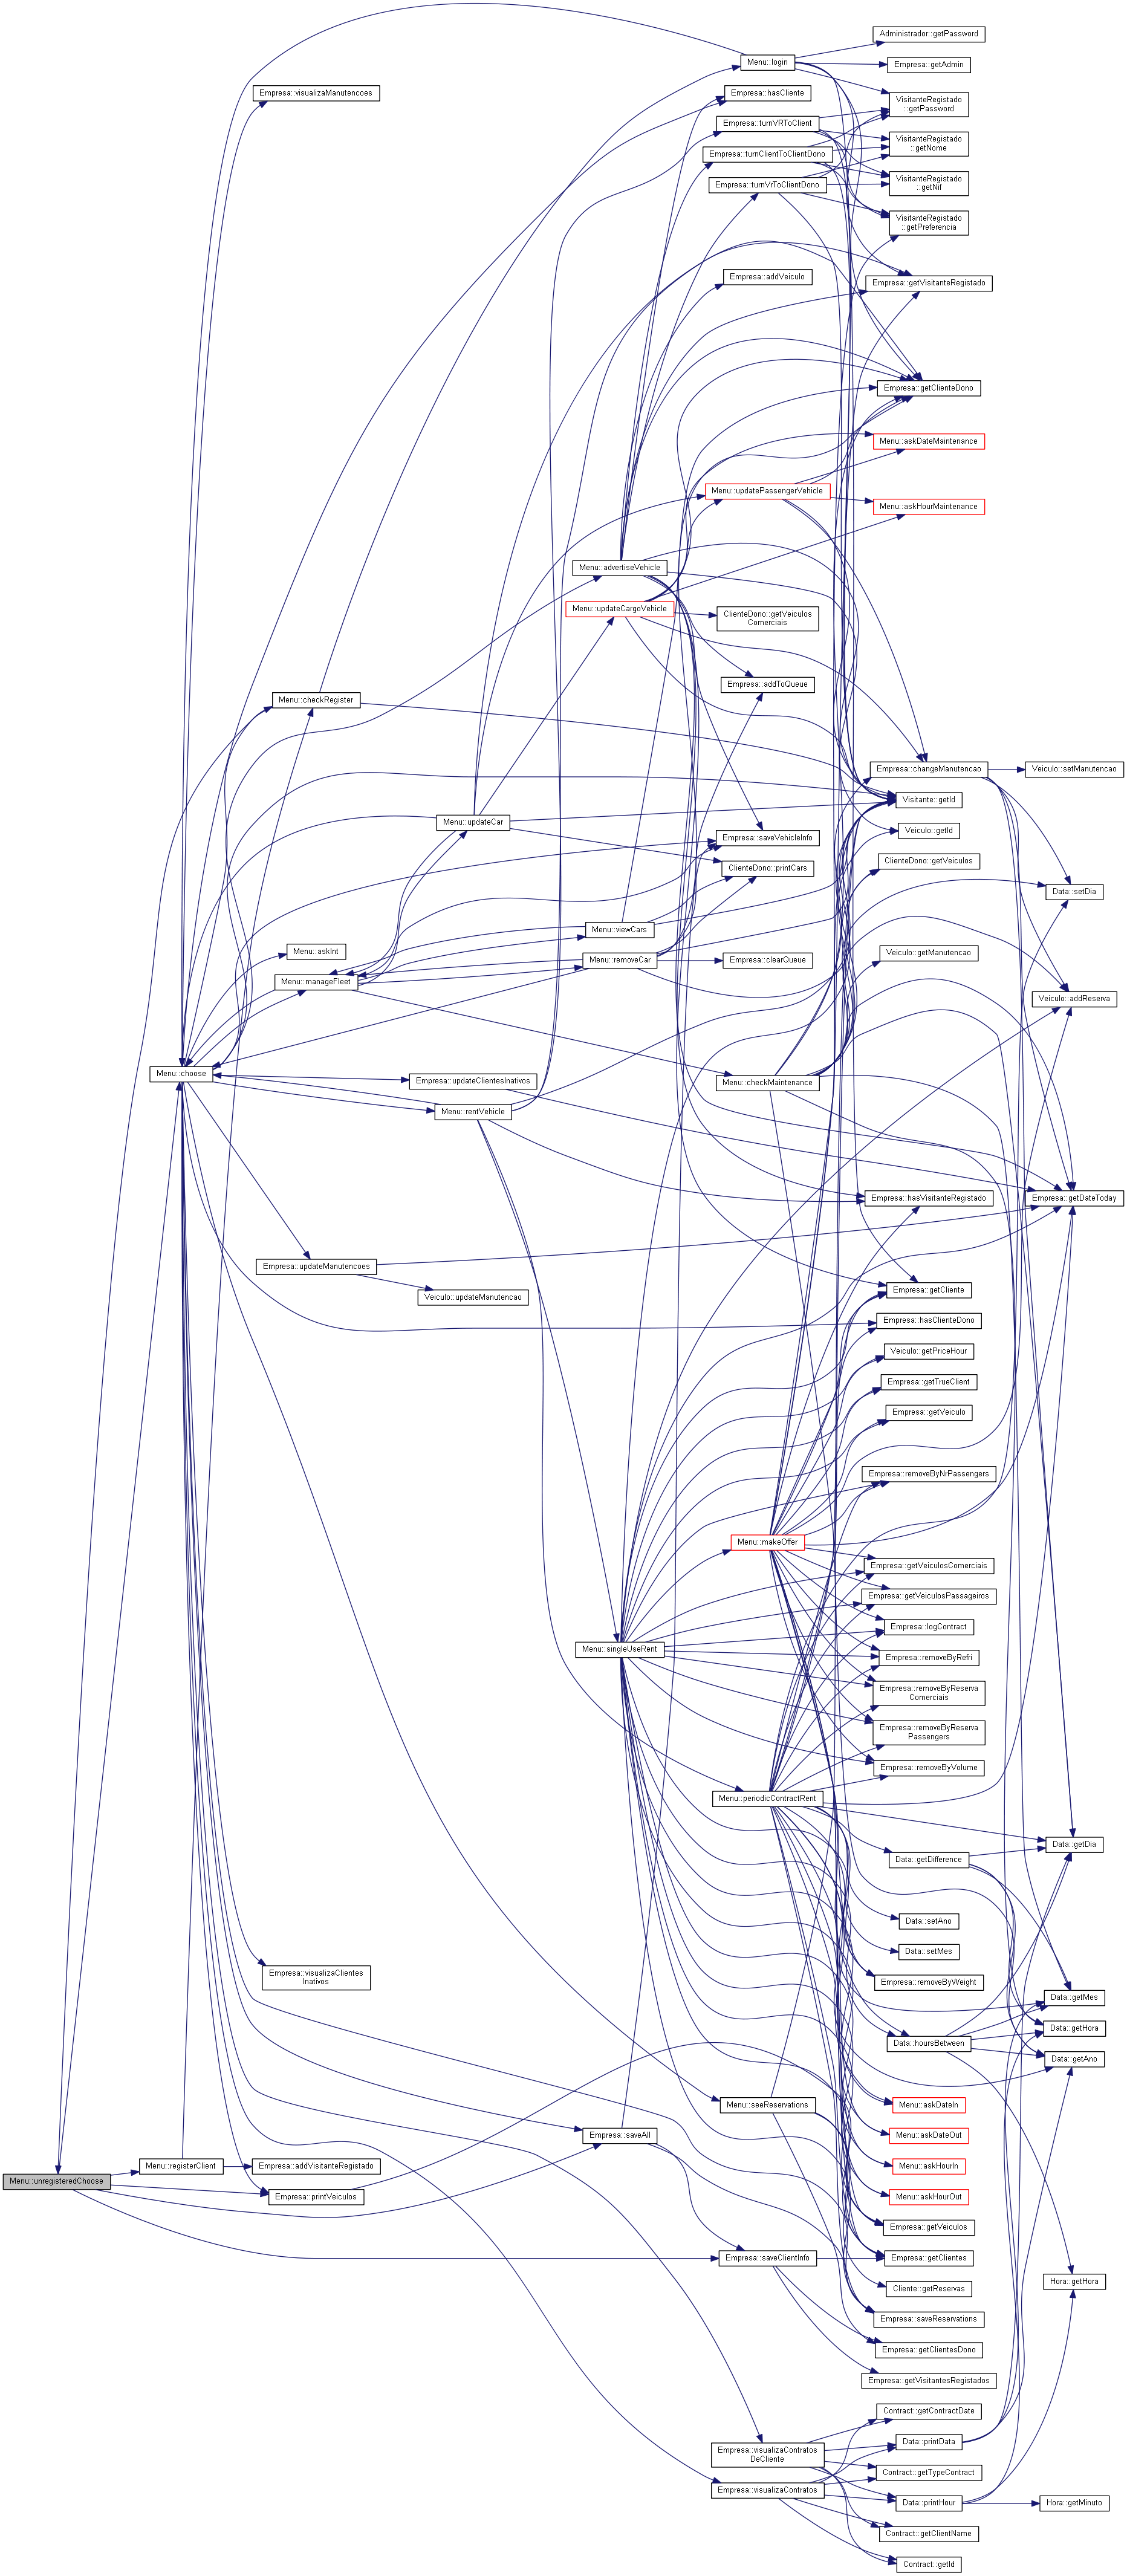 Administrador::getPassword
Menu::login
Empresa::getAdmin
Empresa::visualizaManutencoes
Empresa::hasCliente
VisitanteRegistado
::getPassword
Empresa::turnVRToClient
VisitanteRegistado
::getNome
Empresa::turnClientToClientDono
VisitanteRegistado
::getNif
Empresa::turnVrToClientDono
VisitanteRegistado
::getPreferencia
Empresa::addVeiculo
Empresa::getVisitanteRegistado
Empresa::getClienteDono
Menu::askDateMaintenance
Menu::updatePassengerVehicle
Menu::askHourMaintenance
Menu::advertiseVehicle
Menu::updateCargoVehicle
ClienteDono::getVeiculos
Comerciais
Empresa::addToQueue
Menu::checkRegister
Empresa::changeManutencao
Veiculo::setManutencao
Visitante::getId
Menu::updateCar
Veiculo::getId
Empresa::saveVehicleInfo
ClienteDono::getVeiculos
ClienteDono::printCars
Data::setDia
Menu::viewCars
Menu::askInt
Veiculo::getManutencao
Menu::removeCar
Empresa::clearQueue
Menu::manageFleet
Veiculo::addReserva
Menu::choose
Empresa::updateClientesInativos
Menu::checkMaintenance
Menu::rentVehicle
Empresa::hasVisitanteRegistado
Empresa::getDateToday
Empresa::updateManutencoes
Veiculo::updateManutencao
Empresa::getCliente
Empresa::hasClienteDono
Veiculo::getPriceHour
Empresa::getTrueClient
Empresa::getVeiculo
Empresa::removeByNrPassengers
Menu::makeOffer
Empresa::getVeiculosComerciais
Empresa::getVeiculosPassageiros
Empresa::logContract
Menu::singleUseRent
Empresa::removeByRefri
Empresa::removeByReserva
Comerciais
Empresa::removeByReserva
Passengers
Empresa::removeByVolume
Menu::periodicContractRent
Data::getDia
Data::getDifference
Data::setAno
Data::setMes
Empresa::visualizaClientes
Inativos
Empresa::removeByWeight
Data::getMes
Data::getHora
Data::hoursBetween
Data::getAno
Menu::seeReservations
Menu::askDateIn
Empresa::saveAll
Menu::askDateOut
Menu::registerClient
Empresa::addVisitanteRegistado
Menu::askHourIn
Menu::unregisteredChoose
Empresa::printVeiculos
Menu::askHourOut
Empresa::getVeiculos
Empresa::saveClientInfo
Empresa::getClientes
Hora::getHora
Cliente::getReservas
Empresa::saveReservations
Empresa::getClientesDono
Empresa::getVisitantesRegistados
Contract::getContractDate
Data::printData
Empresa::visualizaContratos
DeCliente
Contract::getTypeContract
Empresa::visualizaContratos
Data::printHour
Hora::getMinuto
Contract::getClientName
Contract::getId